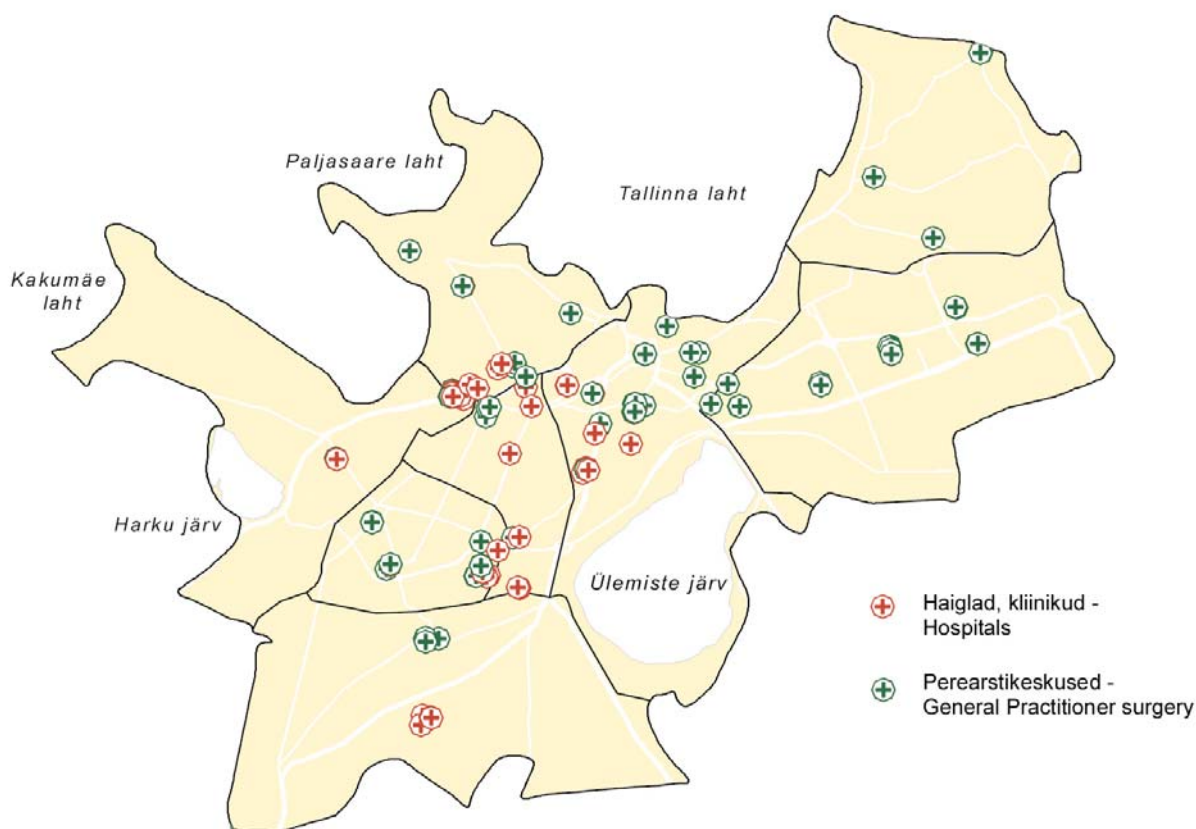 Paljasaare laht
Tallinna laht
Kakumäe
laht
Harku järv
Ülemiste järv
Haiglad, kliinikud -
Hospitals
Perearstikeskused -
General Practitioner surgery